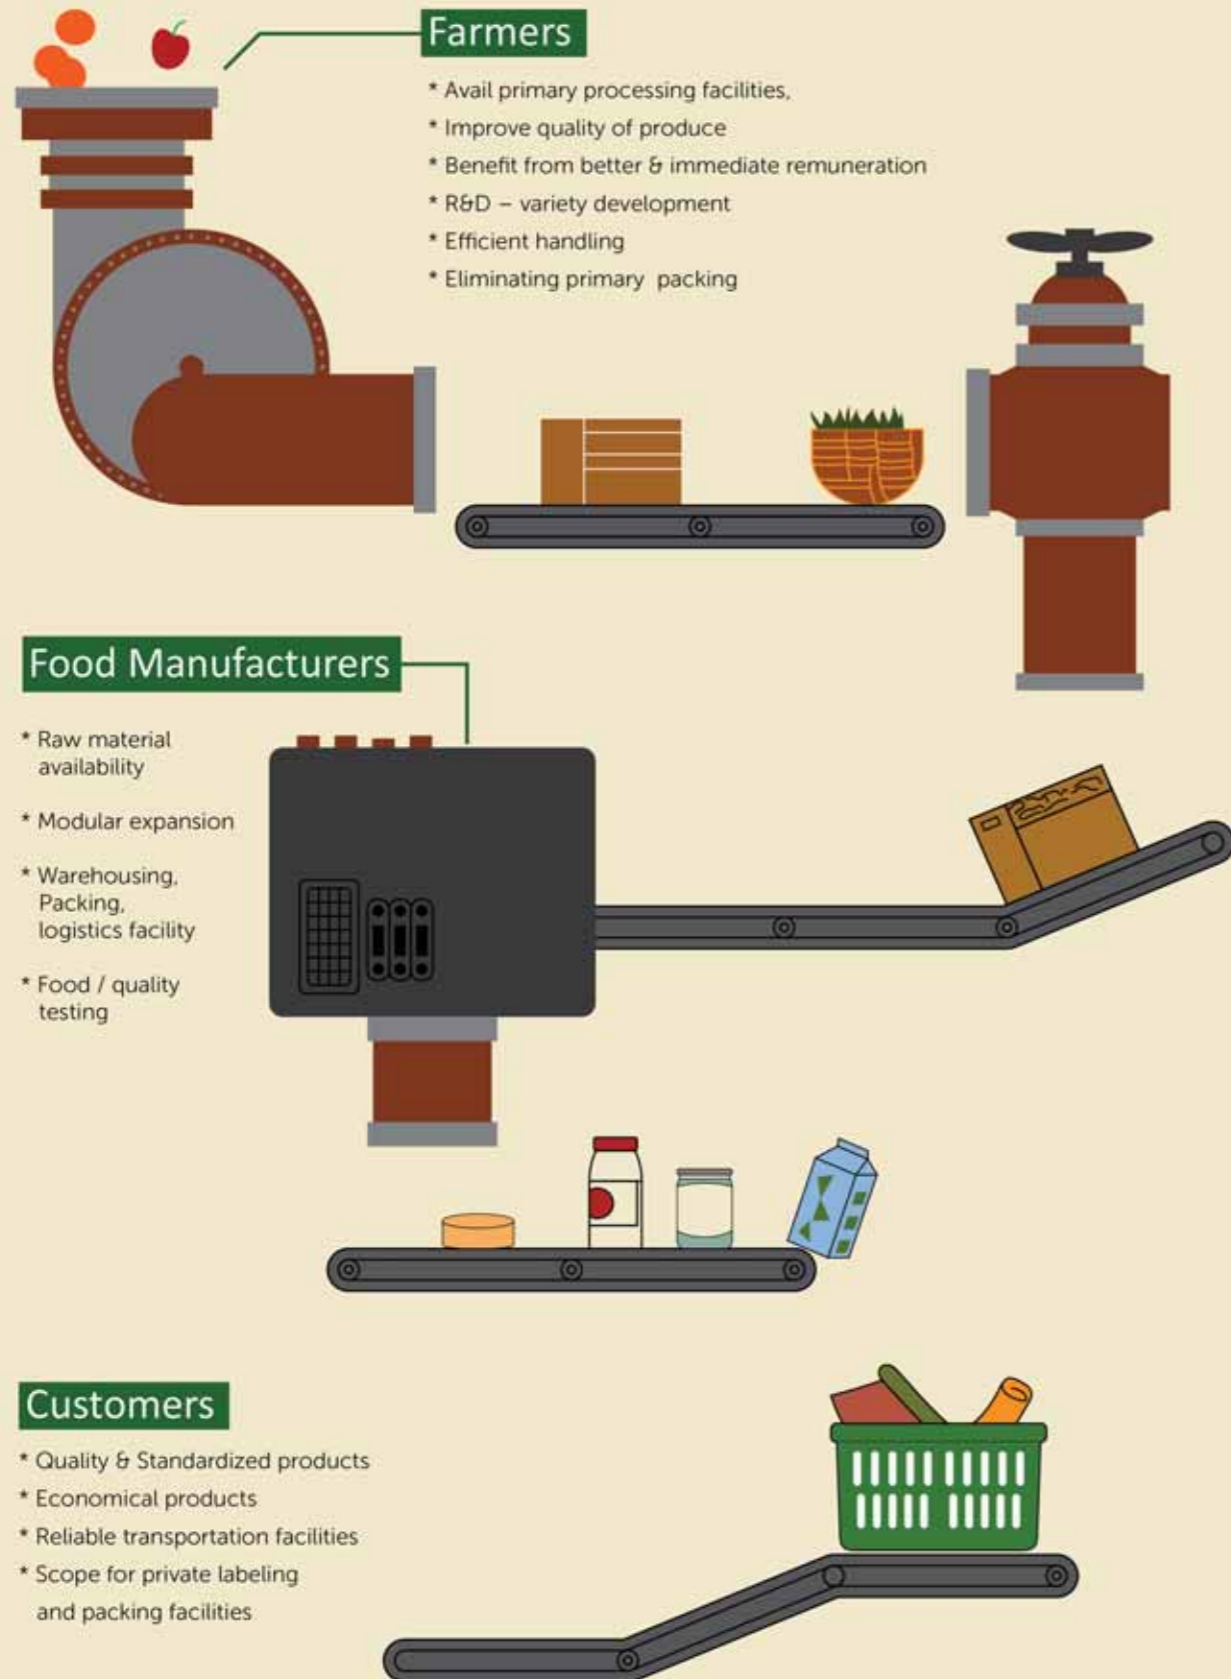 Farmers
* Avail primary processing facilities,
* Improve quality of produce
* Benefit from better & immediate remuneration
* R&D – variety development
* Efficient handling
* Eliminating primary packing
Food Manufacturers
* Raw material
availability
* Modular expansion
* Warehousing,
Packing,
logistics facility
* Food / quality
testing
Customers
* Quality & Standardized products
* Economical products
* Reliable transportation facilities
* Scope for private labeling
and packing facilities